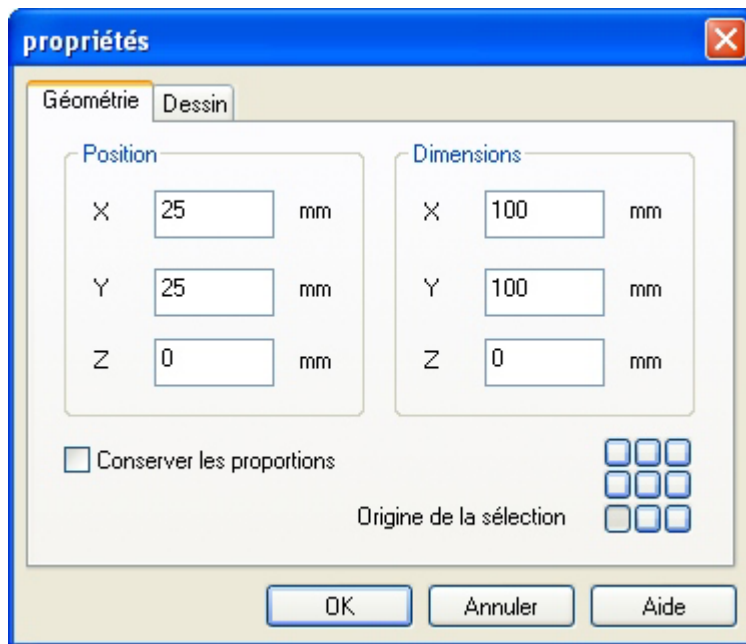 propriétés
Géométrie Dessin
Position Dimensions
X 25 mm X 100 mm
Y 25 mm Y 100 mm
Z 0 mm Z 0 mm
Conserver les proportions
Origine de la sélection
OK Annuler Aide